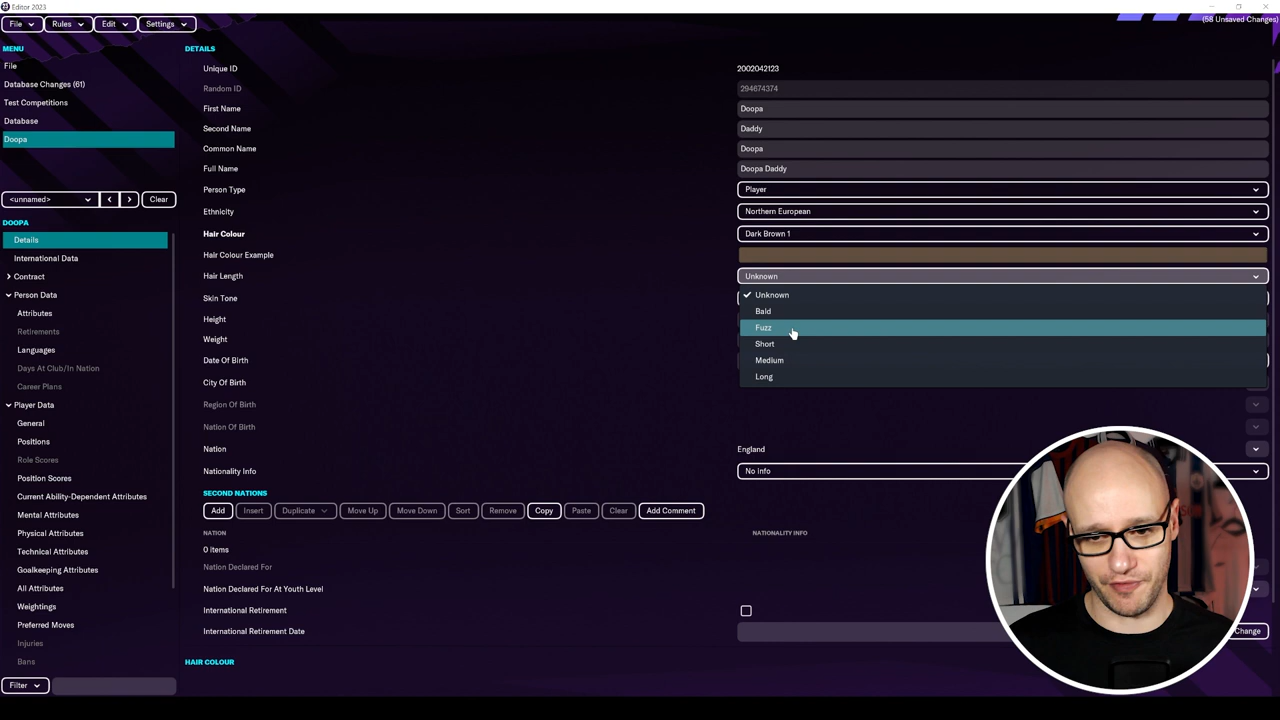 Editor 2023
File
Rules
Edit
Settings
(58 Unsaved Changes)
MENU
File
Database Changes (61)
Test Competitions
Database
Doopa
<unnamed>
Clear
DOOPA
Details
International Data
Contract
Person Data
Attributes
Retirements
Languages
Days At Club/In Nation
Career Plans
Player Data
General
Positions
Role Scores
Position Scores
Current Ability-Dependent Attributes
Mental Attributes
Physical Attributes
Technical Attributes
Goalkeeping Attributes
All Attributes
Weightings
Preferred Moves
Injuries
Bans
Filter
DETAILS
Unique ID 2002042123
Random ID 294674374
First Name Doopa
Second Name Daddy
Common Name Doopa
Full Name Doopa Daddy
Person Type Player
Ethnicity Northern European
Hair Colour Dark Brown 1
Hair Colour Example
Hair Length Unknown
Unknown
Bald
Fuzz
Short
Medium
Long
Skin Tone
Height
Weight
Date Of Birth
City Of Birth
Region Of Birth
Nation Of Birth
Nation England
Nationality Info No Info
SECOND NATIONS
Add Insert Duplicate Move Up Move Down Sort Remove Copy Paste Clear Add Comment
NATION NATIONALITY INFO
0 items
Nation Declared For
Nation Declared For At Youth Level
International Retirement
International Retirement Date Change
HAIR COLOUR